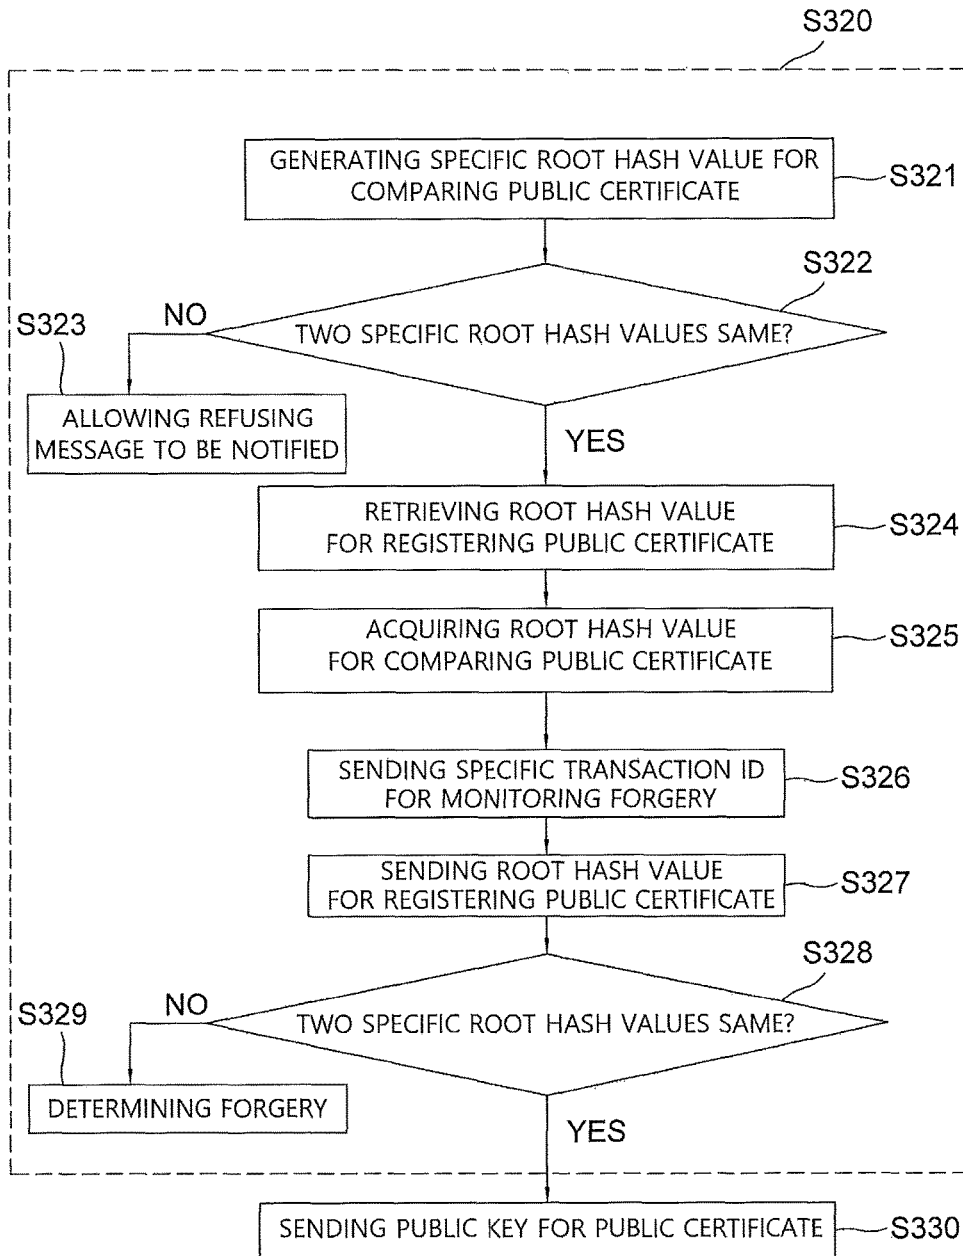 S320
GENERATING SPECIFIC ROOT HASH VALUE FOR
COMPARING PUBLIC CERTIFICATE
S321
S322
TWO SPECIFIC ROOT HASH VALUES SAME?
NO
S323
ALLOWING REFUSING
MESSAGE TO BE NOTIFIED
YES
RETRIEVING ROOT HASH VALUE
FOR REGISTERING PUBLIC CERTIFICATE
S324
ACQUIRING ROOT HASH VALUE
FOR COMPARING PUBLIC CERTIFICATE
S325
SENDING SPECIFIC TRANSACTION ID
FOR MONITORING FORGERY
S326
SENDING ROOT HASH VALUE
FOR REGISTERING PUBLIC CERTIFICATE
S327
S328
TWO SPECIFIC ROOT HASH VALUES SAME?
NO
S329
DETERMINING FORGERY
YES
SENDING PUBLIC KEY FOR PUBLIC CERTIFICATE
S330